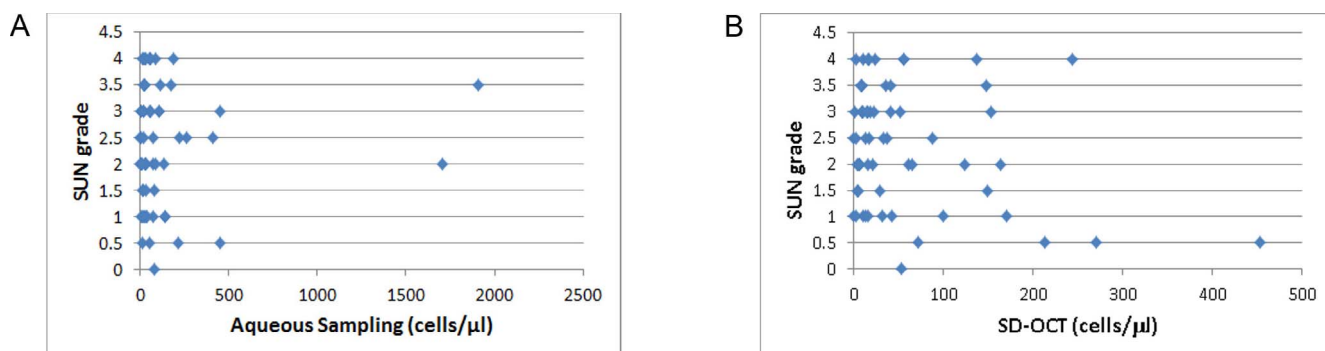 A
SUN grade
4.5
4
3.5
3
2.5
2
1.5
1
0.5
0
0 500 1000 1500 2000 2500
Aqueous Sampling (cells/µl)
B
SUN grade
4.5
4
3.5
3
2.5
2
1.5
1
0.5
0
0 100 200 300 400 500
SD-OCT (cells/µl)